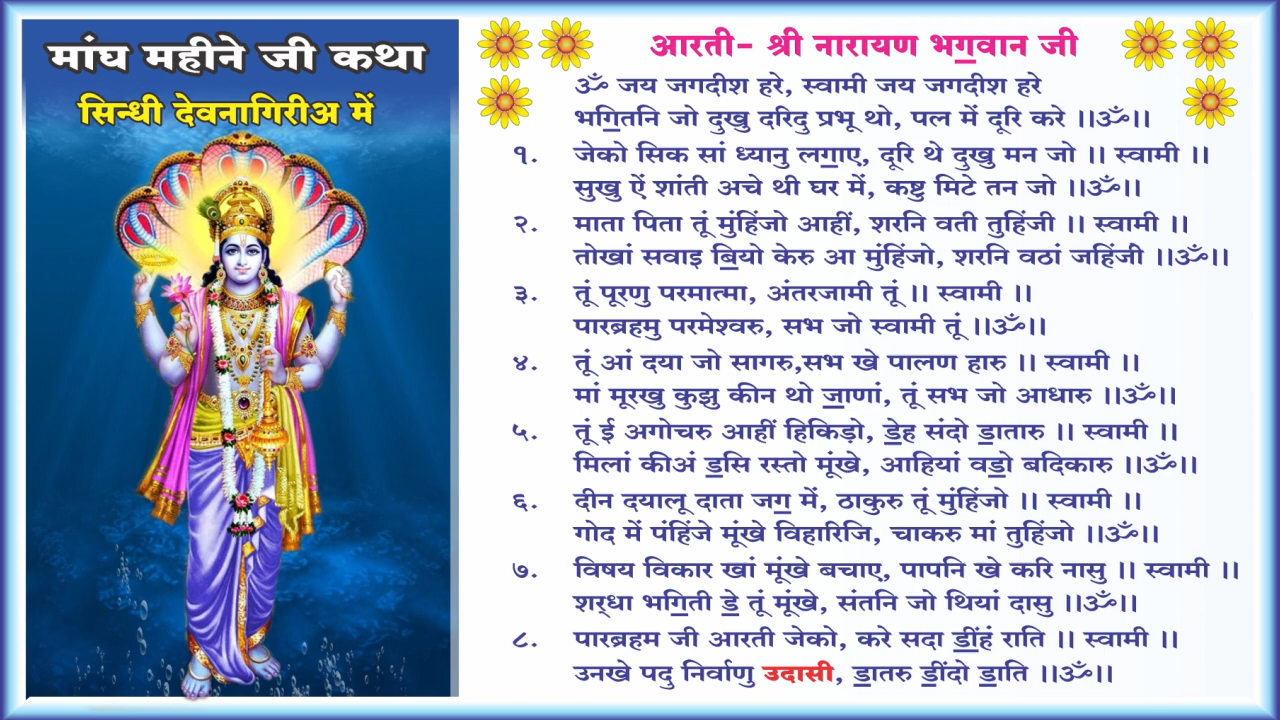 मांघ महीने जी कथा
सिन्धी देवनागिरीअ में
आरती- श्री नारायण भग॒वान जी
ॐ जय जगदीश हरे, स्वामी जय जगदीश हरे
भगि॒तनि जो दुखु दरिदु प्रभू थो, पल में दूरि करे ।।ॐ।।
१. जेको सिक सां ध्यानु लगा॒ए, दूरि थे दुखु मन जो ।। स्वामी ।।
सुखु ऐं शांती अचे थी घर में, कष्टु मिटे तन जो ।।ॐ।।
२. माता पिता तूं मुंहिंजो आहीं, शरनि वती तुहिंजी ।। स्वामी ।।
तोखां सवाइ बि॒यो केरु आ मुंहिंजो, शरनि वठां जहिंजी ।।ॐ।।
३. तूं पूरणु परमात्मा, अंतरजामी तूं ।। स्वामी ।।
पारब्रहमु परमेश्वरु, सभ जो स्वामी तूं ।।ॐ।।
४. तूं आं दया जो सागरु,सभ खे पालण हारु ।। स्वामी ।।
मां मूरखु कुझु कीन थो जा॒णां, तूं सभ जो आधारु ।।ॐ।।
५. तूं ई अगोचरु आहीं हिकिड़ो, डे॒ह संदो डा॒तारु ।। स्वामी ।।
मिलां कीअं ड॒सि रस्तो मूंखे, आहियां वडो॒ बदिकारु ।।ॐ।।
६. दीन दयालू दाता जग॒ में, ठाकुरु तूं मुंहिंजो ।। स्वामी ।।
गोद में पंहिंजे मूंखे विहारिजि, चाकरु मां तुहिंजो ।।ॐ।।
७. विषय विकार खां मूंखे बचाए, पापनि खे करि नासु ।। स्वामी ।।
शर्धा भगि॒ती डे॒ तूं मूंखे, संतनि जो थियां दासु ।।ॐ।।
८. पारब्रहम जी आरती जेको, करे सदा डीं॒हं राति ।। स्वामी ।।
उनखे पदु निर्वाणु उदासी, डा॒तरु डीं॒दो डा॒ति ।।ॐ।।